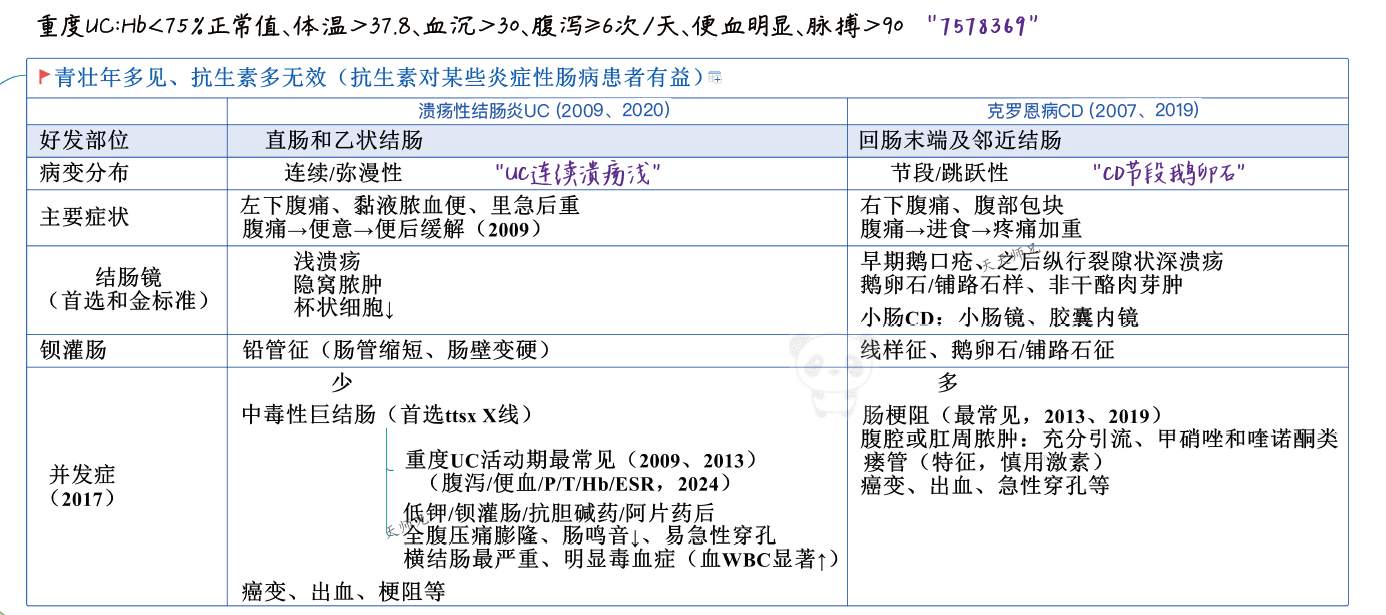 重度UC:Hb<75%正常值、体温>37.8、血沉>30、腹泻≥6次/天、便血明显、脉搏>90 "7578369"
青壮年多见、抗生素多无效（抗生素对某些炎症性肠病患者有益）
溃疡性结肠炎UC (2009、2020) 克罗恩病CD (2007、2019)
好发部位 直肠和乙状结肠 回肠末端及邻近结肠
病变分布 连续/弥漫性 "UC连续溃疡浅" 节段/跳跃性 "CD节段鹅卵石"
主要症状
左下腹痛、黏液脓血便、里急后重
腹痛→便意→便后缓解（2009）
右下腹痛、腹部包块
腹痛→进食→疼痛加重
结肠镜
（首选和金标准）
浅溃疡
隐窝脓肿
杯状细胞↓
早期鹅口疮、之后纵行裂隙状深溃疡
鹅卵石/铺路石样、非干酪肉芽肿
小肠CD：小肠镜、胶囊内镜
钡灌肠 铅管征（肠管缩短、肠壁变硬） 线样征、鹅卵石/铺路石征
并发症
（2017）
少
中毒性巨结肠（首选ttsx X线）
重度UC活动期最常见（2009、2013）
（腹泻/便血/P/T/Hb/ESR，2024）
低钾/钡灌肠/抗胆碱药/阿片药后
全腹压痛膨隆、肠鸣音↓、易急性穿孔
横结肠最严重、明显毒血症（血WBC显著↑）
癌变、出血、梗阻等
多
肠梗阻（最常见，2013、2019）
腹腔或肛周脓肿：充分引流、甲硝唑和喹诺酮类
瘘管（特征，慎用激素）
癌变、出血、急性穿孔等